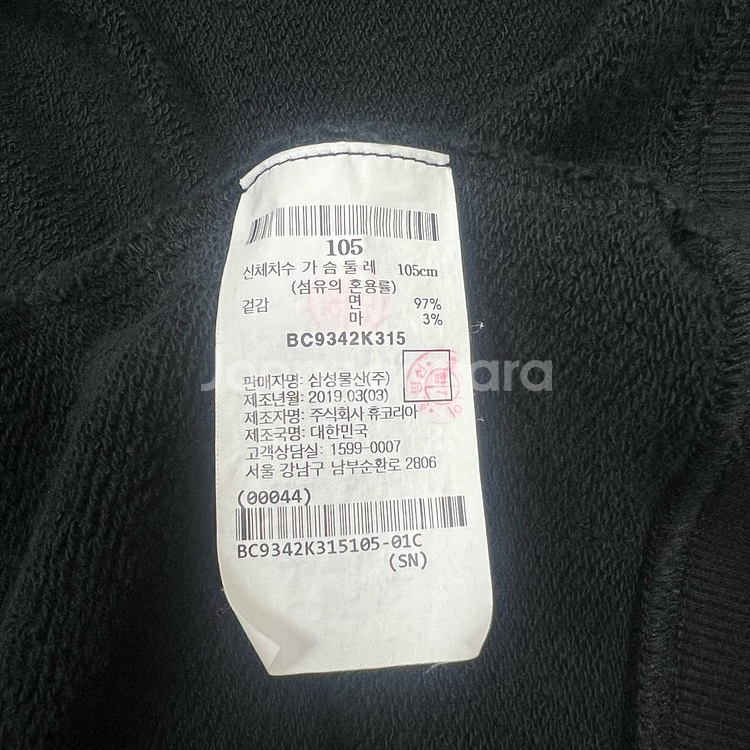 105
신체치수 가 슴 둘 레 105cm
(섬유의 혼용률)
겉감 면 97%
마 3%
BC9342K315
판매자명: 삼성물산(주)
제조년월: 2019.03(03)
제조자명: 주식회사 휴코리아
제조국명: 대한민국
고객상담실: 1599-0007
서울 강남구 남부순환로 2806
(00044)
BC9342K315105-01C
(SN)